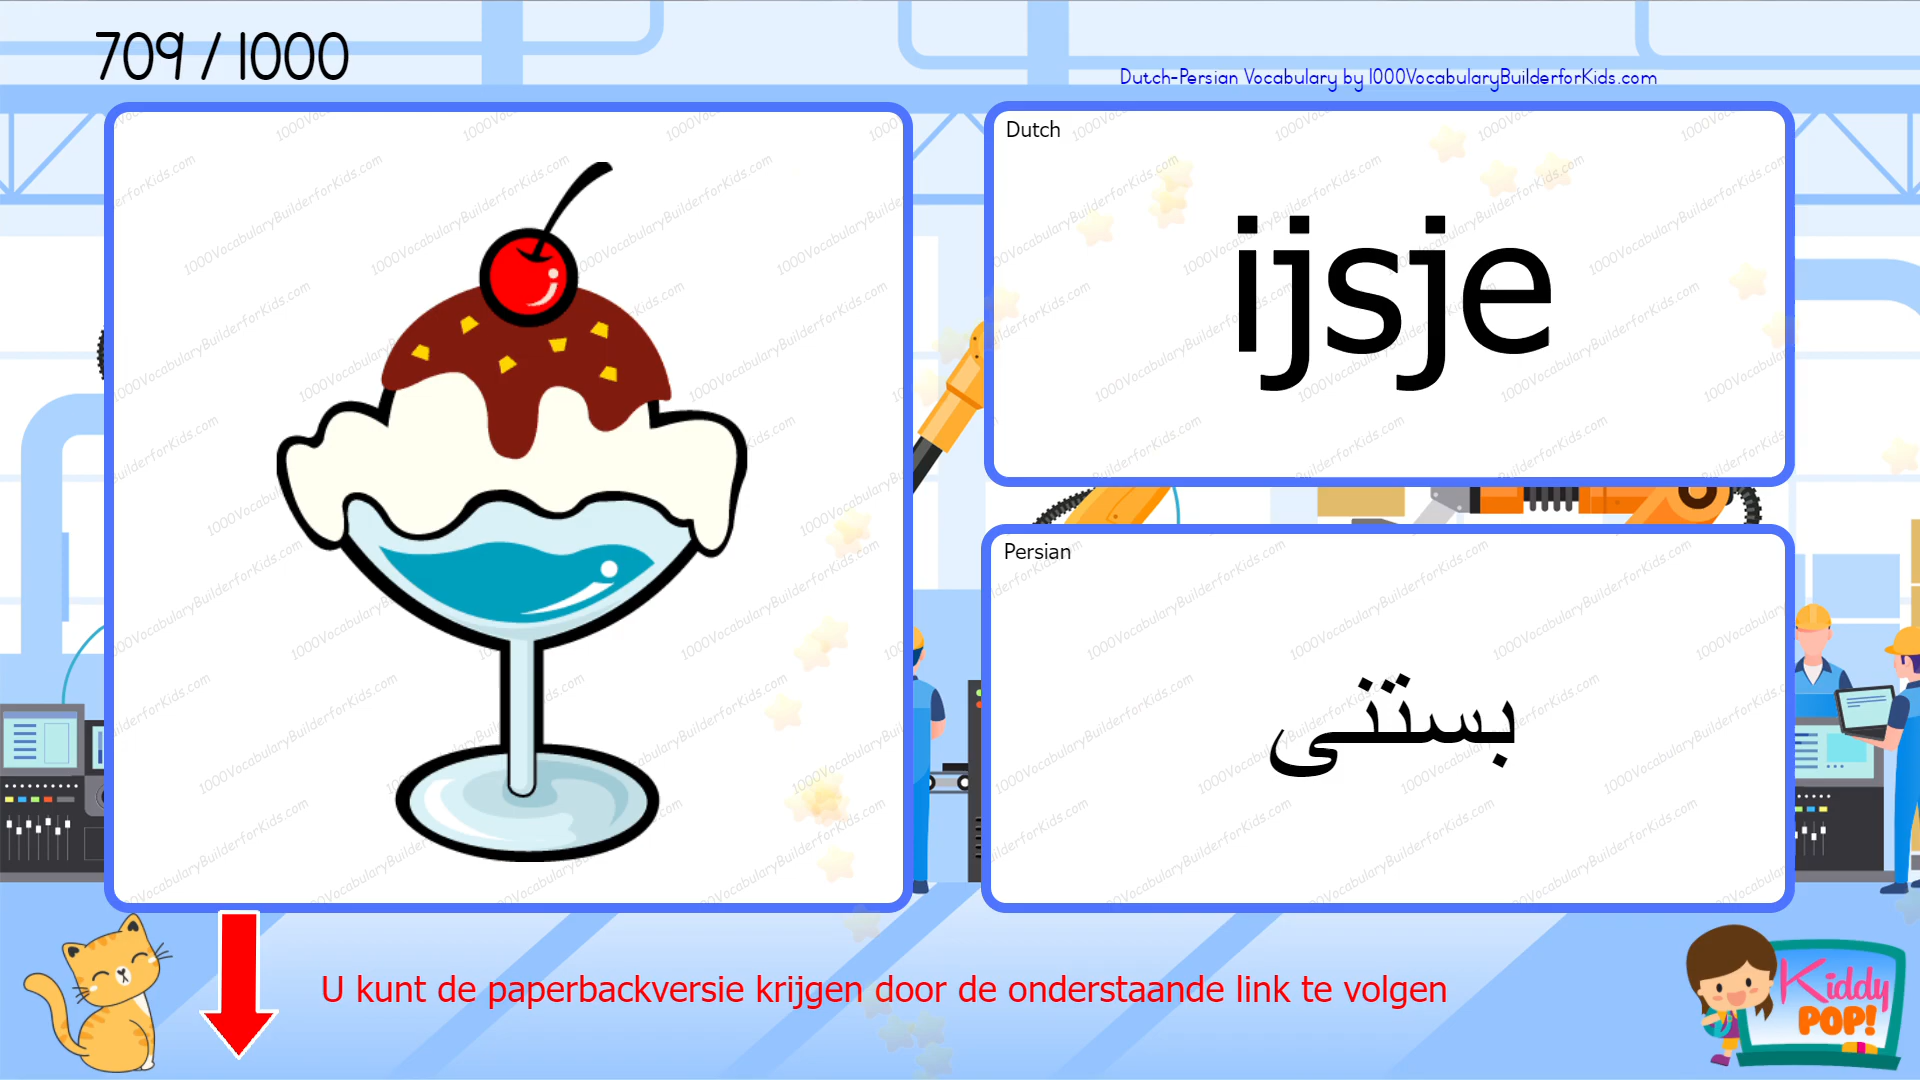 709 / 1000
Dutch-Persian Vocabulary by 1000VocabularyBuilderforKids.com
Dutch
ijsje
Persian
بستنی
U kunt de paperbackversie krijgen door de onderstaande link te volgen
Kiddy
POP!